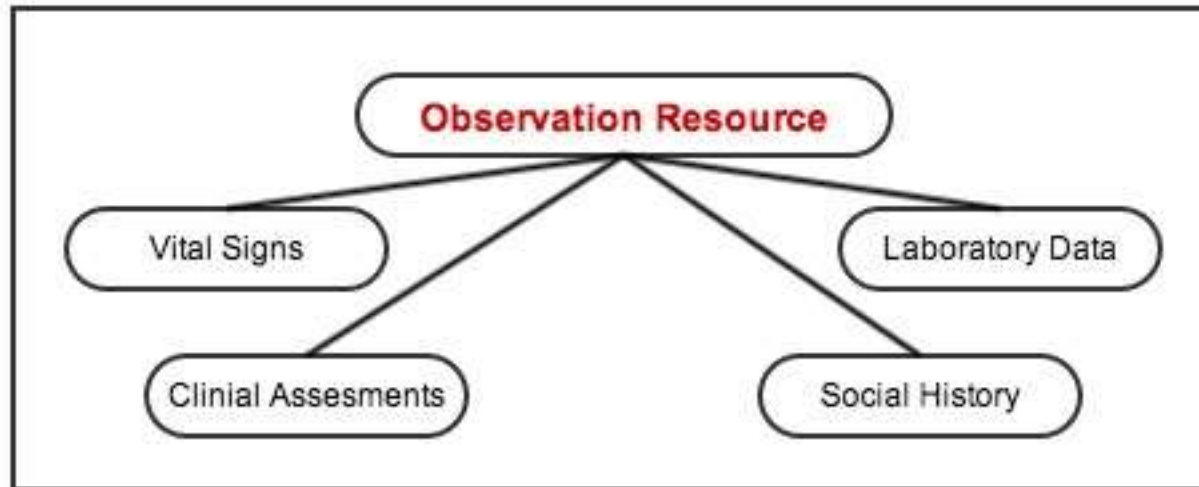 Observation Resource
Vital Signs
Laboratory Data
Clinial Assesments
Social History